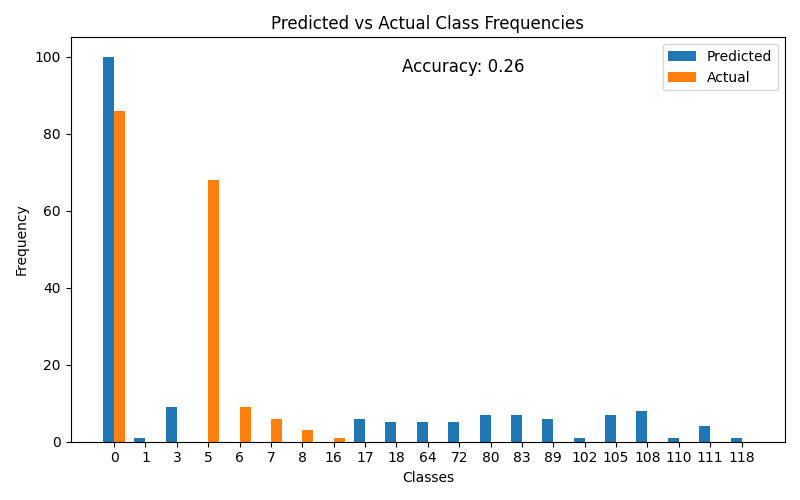 Predicted vs Actual Class Frequencies
Accuracy: 0.26
Predicted
Actual
Frequency
100
80
60
40
20
0
0 1 3 5 6 7 8 16 17 18 64 72 80 83 89 102 105 108 110 111 118
Classes